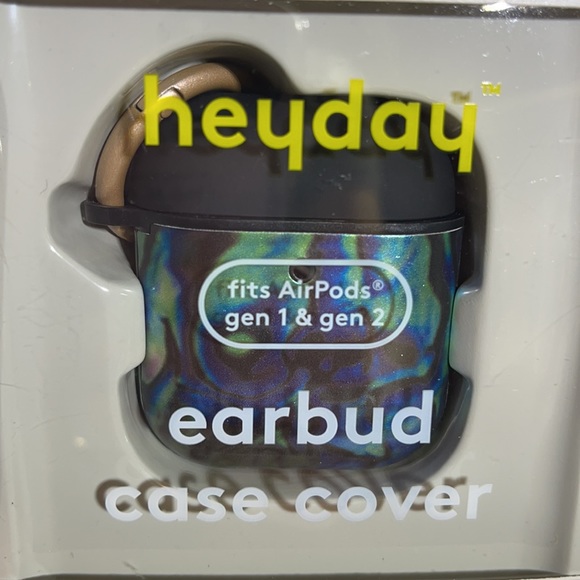 heyday™
fits AirPods®
gen 1 & gen 2
earbud
case cover